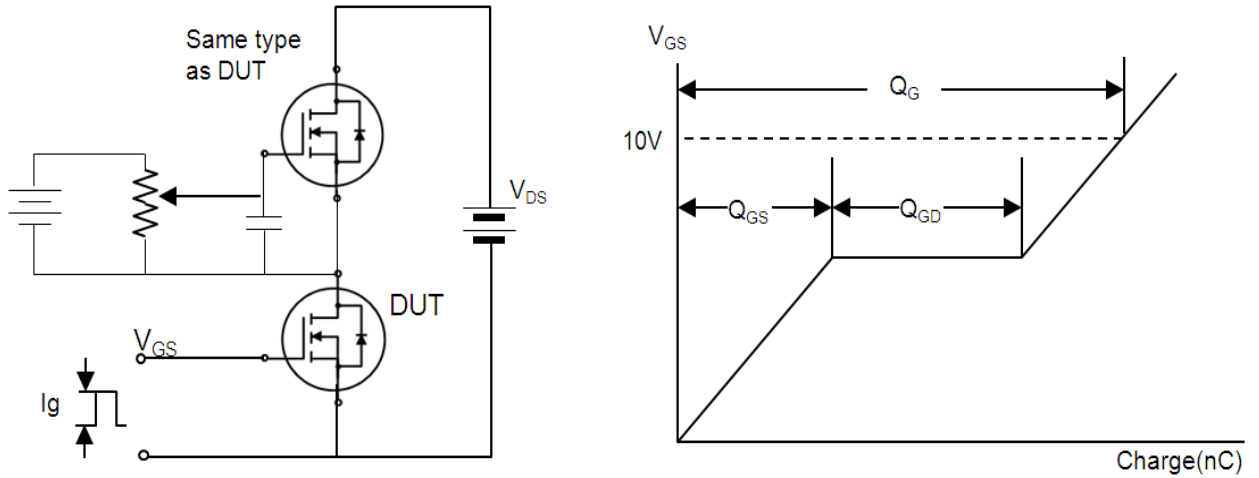 Same type
as DUT
V_DS
DUT
V_GS
Ig
V_GS
Q_G
10V
Q_GS
Q_GD
Charge(nC)